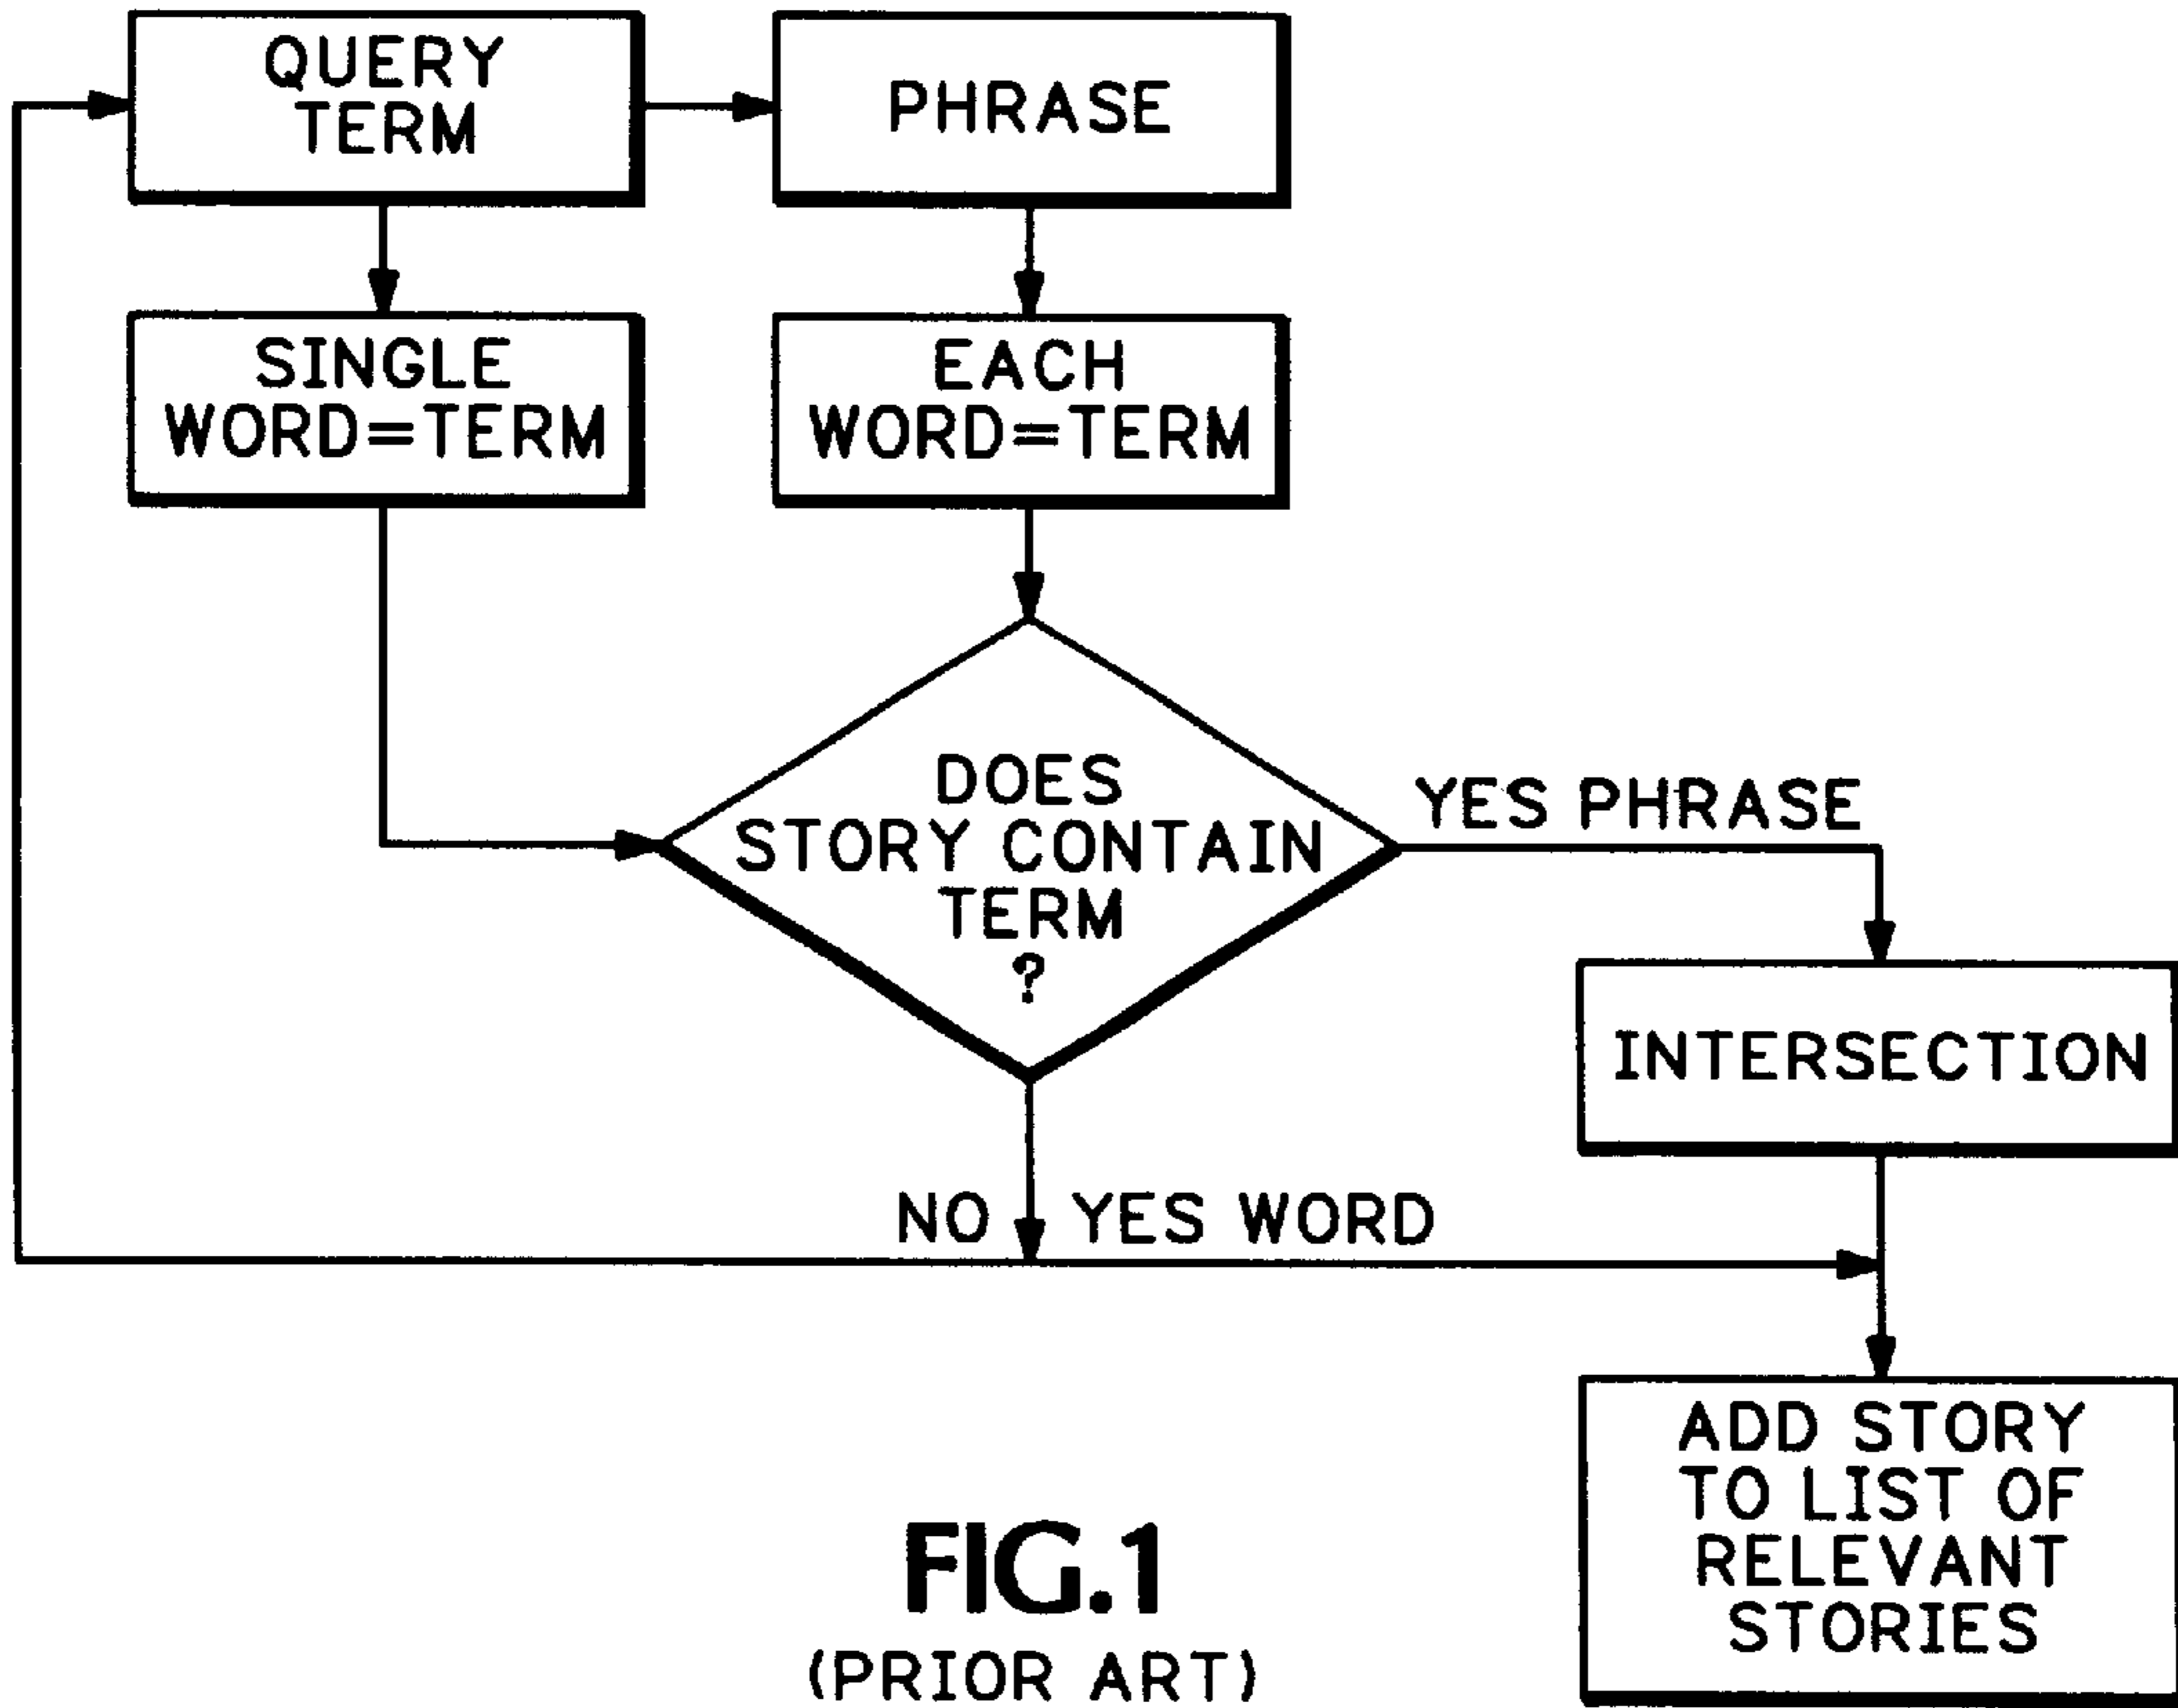 QUERY
TERM
PHRASE
SINGLE
WORD=TERM
EACH
WORD=TERM
DOES
STORY CONTAIN
TERM
?
YES PHRASE
INTERSECTION
NO
YES WORD
ADD STORY
TO LIST OF
RELEVANT
STORIES
FIG.1
(PRIOR ART)